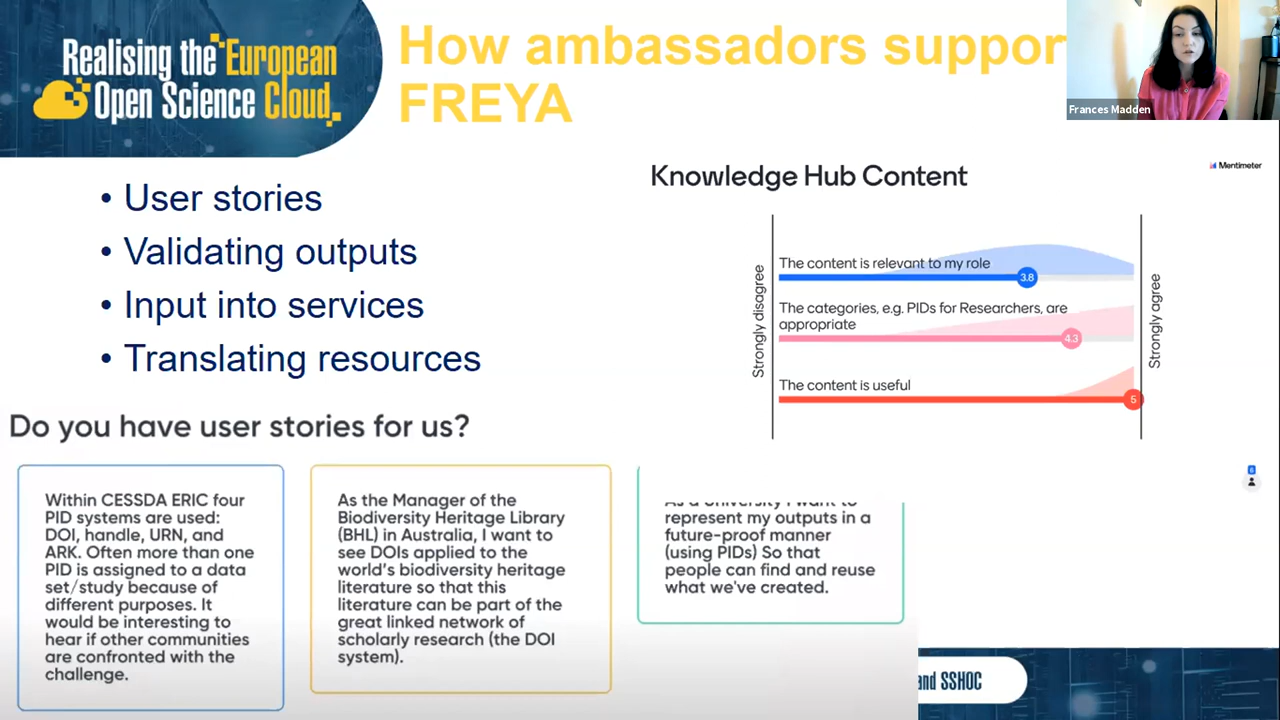 Realising the European
Open Science Cloud
How ambassadors suppor
FREYA
Frances Madden
• User stories
• Validating outputs
• Input into services
• Translating resources
Knowledge Hub Content
Mentimeter
Strongly disagree
The content is relevant to my role
3.8
The categories, e.g. PIDs for Researchers, are
appropriate
4.3
The content is useful
5
Strongly agree
6
Do you have user stories for us?
Within CESSDA ERIC four
PID systems are used:
DOI, handle, URN, and
ARK. Often more than one
PID is assigned to a data
set/study because of
different purposes. It
would be interesting to
hear if other communities
are confronted with the
challenge.
As the Manager of the
Biodiversity Heritage Library
(BHL) in Australia, I want to
see DOIs applied to the
world's biodiversity heritage
literature so that this
literature can be part of the
great linked network of
scholarly research (the DOI
system).
As a University I want to
represent my outputs in a
future-proof manner
(using PIDs) So that
people can find and reuse
what we've created.
and SSHOC